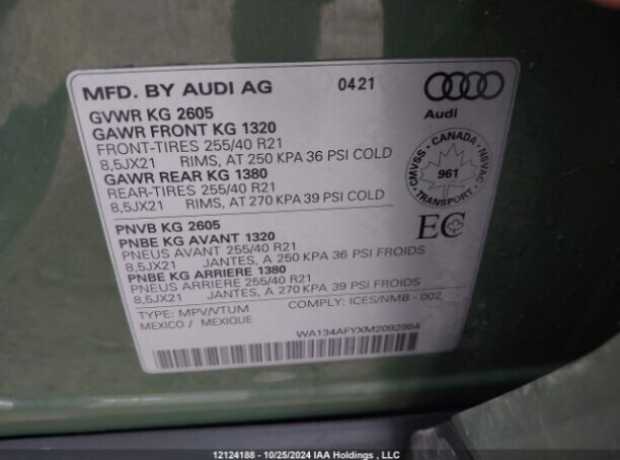 MFD. BY AUDI AG 0421
Audi
GVWR KG 2605
GAWR FRONT KG 1320
FRONT-TIRES 255/40 R21
8,5JX21 RIMS, AT 250 KPA 36 PSI COLD
GAWR REAR KG 1380
REAR-TIRES 255/40 R21
8,5JX21 RIMS, AT 270 KPA 39 PSI COLD
CMVSS - CANADA - NSVAC
961
TRANSPORT
EC
PNVB KG 2605
PNBE KG AVANT 1320
PNEUS AVANT 255/40 R21
8,5JX21 JANTES, A 250 KPA 36 PSI FROIDS
PNBE KG ARRIERE 1380
PNEUS ARRIERE 255/40 R21
8,5JX21 JANTES, A 270 KPA 39 PSI FROIDS
TYPE: MPV/VTUM COMPLY: ICES/NMB - 002
MEXICO / MEXIQUE
12124188 - 10/25/2024 IAA Holdings , LLC